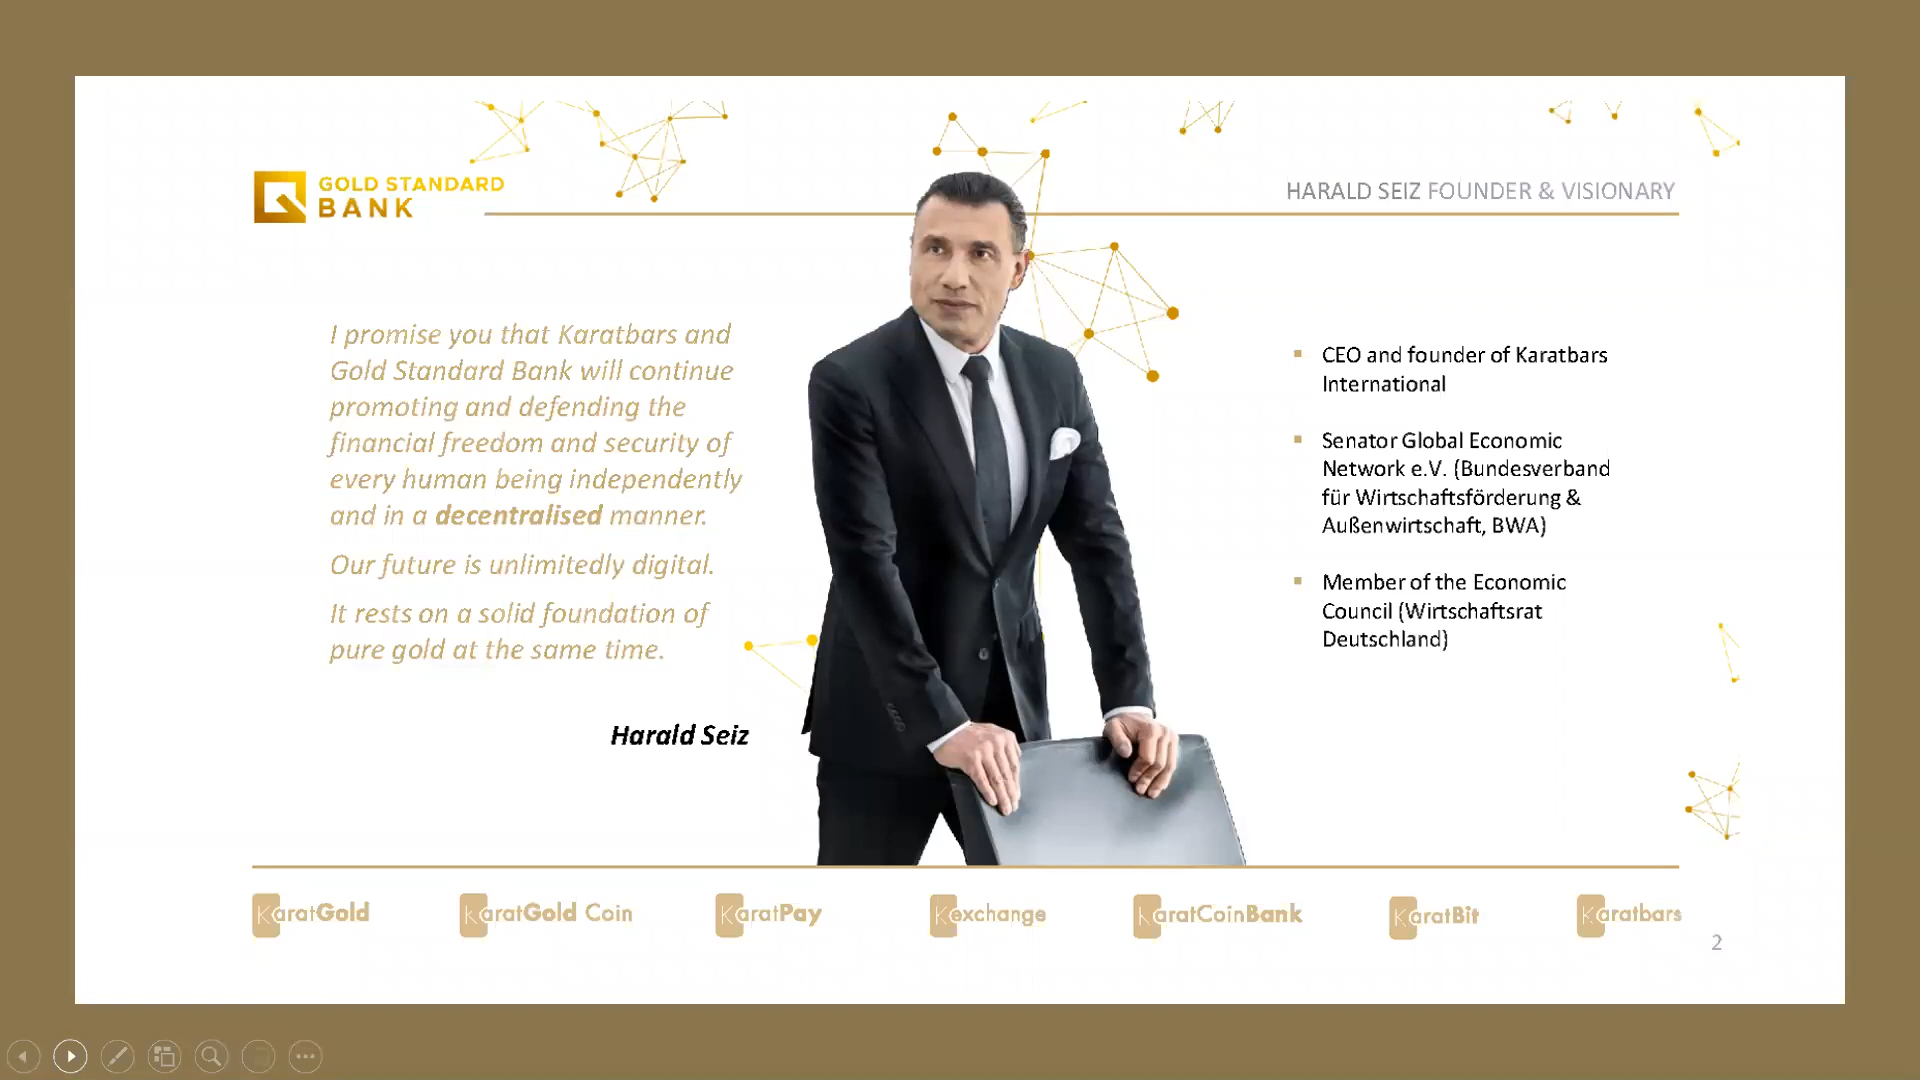 GOLD STANDARD
BANK
HARALD SEIZ FOUNDER & VISIONARY
I promise you that Karatbars and
Gold Standard Bank will continue
promoting and defending the
financial freedom and security of
every human being independently
and in a decentralised manner.
Our future is unlimitedly digital.
It rests on a solid foundation of
pure gold at the same time.
Harald Seiz
CEO and founder of Karatbars
International
Senator Global Economic
Network e.V. (Bundesverband
für Wirtschaftsförderung &
Außenwirtschaft, BWA)
Member of the Economic
Council (Wirtschaftsrat
Deutschland)
KaratGold
KaratGold Coin
KaratPay
Kexchange
KaratCoinBank
KaratBit
Karatbars
2